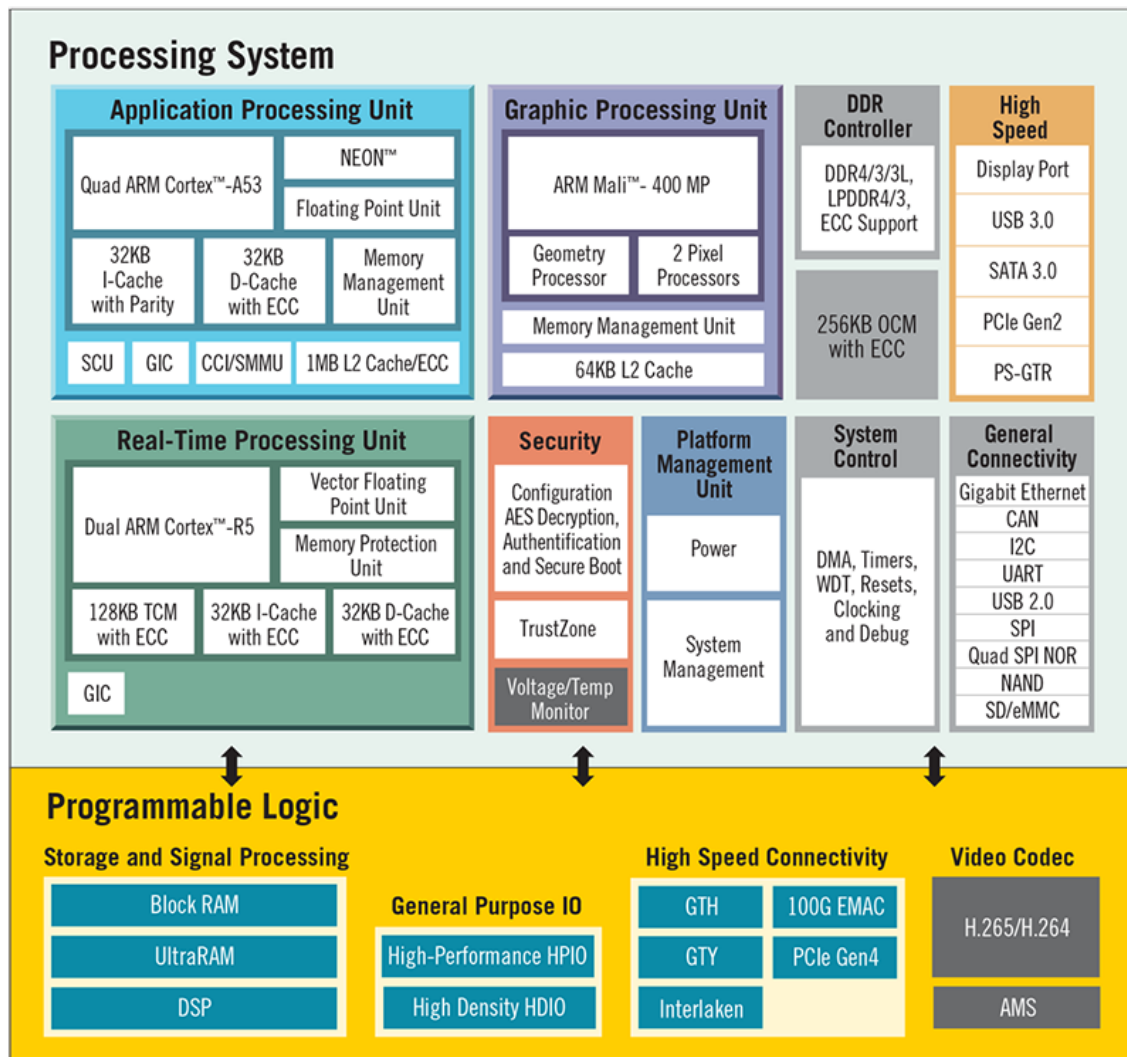 Processing System
Application Processing Unit
Quad ARM Cortex™-A53
NEON™
Floating Point Unit
32KB
I-Cache
with Parity
32KB
D-Cache
with ECC
Memory
Management
Unit
SCU
GIC
CCI/SMMU
1MB L2 Cache/ECC
Graphic Processing Unit
ARM Mali™- 400 MP
Geometry
Processor
2 Pixel
Processors
Memory Management Unit
64KB L2 Cache
DDR
Controller
DDR4/3/3L,
LPDDR4/3,
ECC Support
256KB OCM
with ECC
High
Speed
Display Port
USB 3.0
SATA 3.0
PCIe Gen2
PS-GTR
Real-Time Processing Unit
Dual ARM Cortex™-R5
Vector Floating
Point Unit
Memory Protection
Unit
128KB TCM
with ECC
32KB I-Cache
with ECC
32KB D-Cache
with ECC
GIC
Security
Configuration
AES Decryption,
Authentification
and Secure Boot
TrustZone
Voltage/Temp
Monitor
Platform
Management
Unit
Power
System
Management
System
Control
DMA, Timers,
WDT, Resets,
Clocking
and Debug
General
Connectivity
Gigabit Ethernet
CAN
I2C
UART
USB 2.0
SPI
Quad SPI NOR
NAND
SD/eMMC
Programmable Logic
Storage and Signal Processing
Block RAM
UltraRAM
DSP
General Purpose IO
High-Performance HPIO
High Density HDIO
High Speed Connectivity
GTH
100G EMAC
GTY
PCIe Gen4
Interlaken
Video Codec
H.265/H.264
AMS